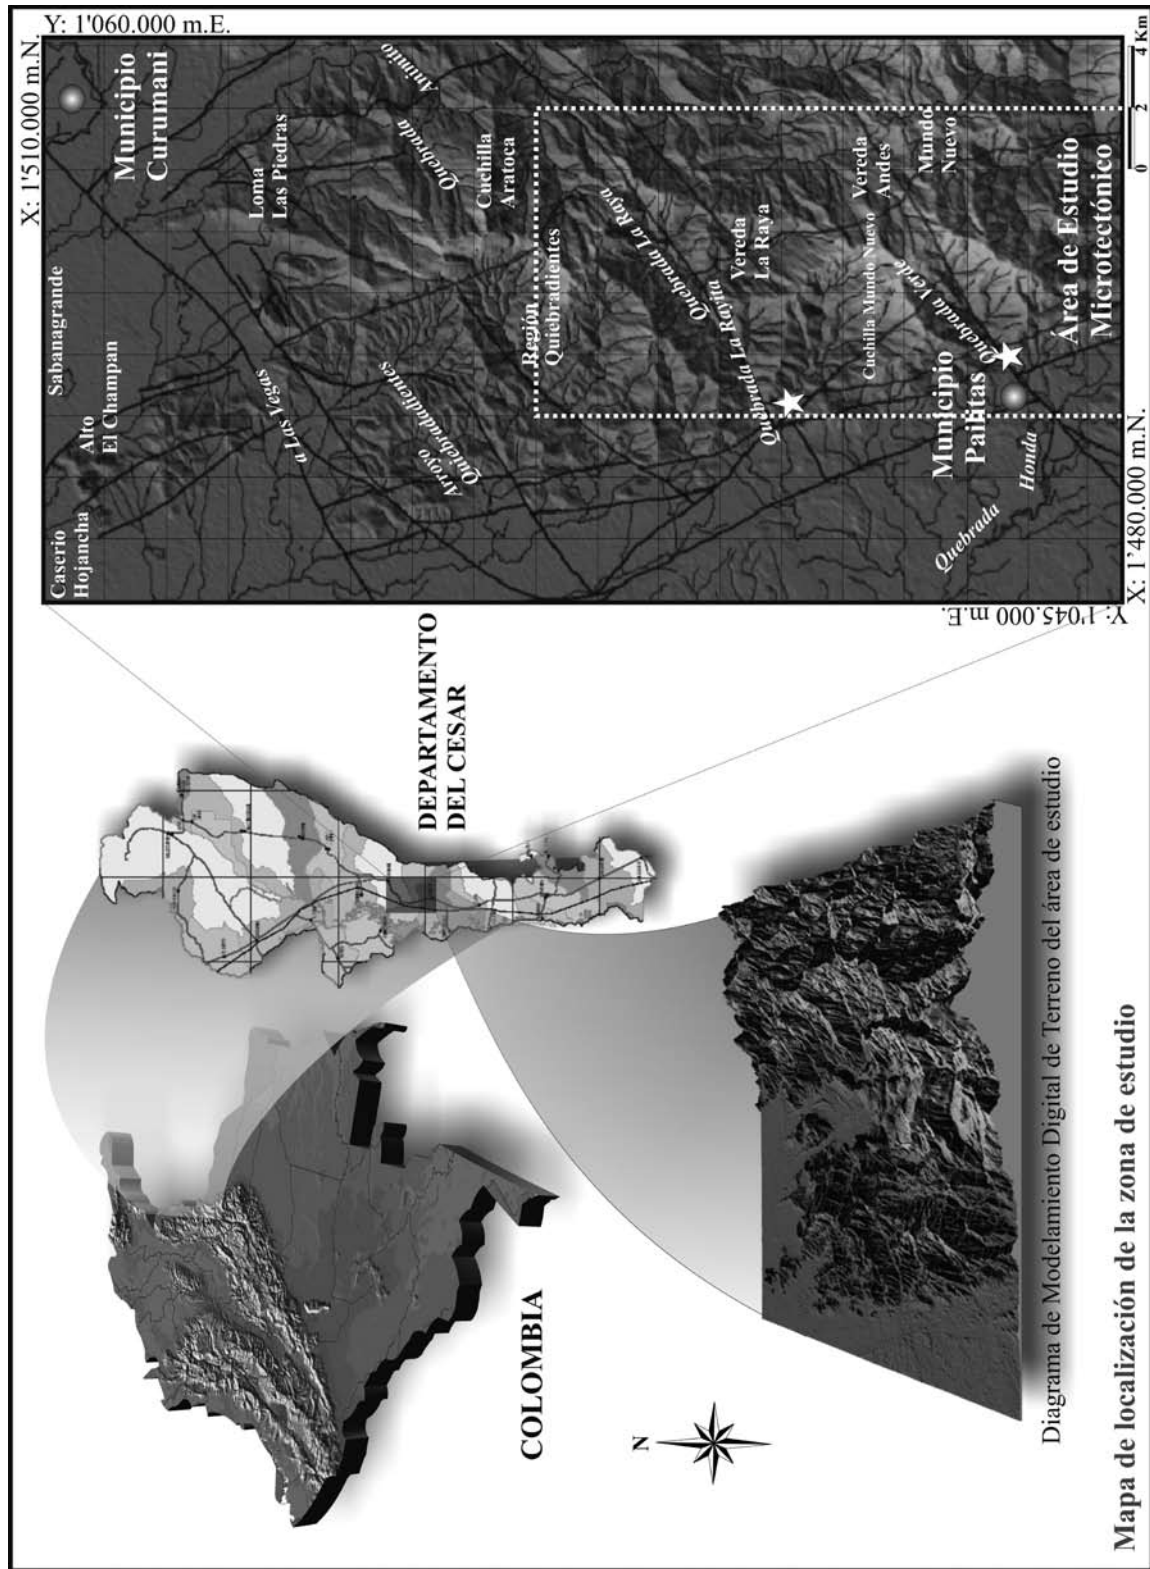 Y: 1'060.000 m.E.
X: 1'510.000 m.N.
Municipio
Curumani
Sabanagrande
Alto
El Champan
Caserio
Hojancha
Loma
Las Piedras
a Las Vegas
Quebrada
Animito
Cuchilla
Aratoca
Arroyo
Quiebradientes
Región
Quiebradientes
Quebrada La Raya
Quebrada La Rayita
Vereda
La Raya
Vereda
Andes
Mundo
Nuevo
Cuchilla Mundo Nuevo
Quebrada Verde
Municipio
Pailitas
Quebrada
Honda
Área de Estudio
Microtectónico
0 2 4 Km
X: 1'480.000 m.N.
Y: 1'045.000 m.E.
DEPARTAMENTO
DEL CESAR
COLOMBIA
N
Diagrama de Modelamiento Digital de Terreno del área de estudio
Mapa de localización de la zona de estudio